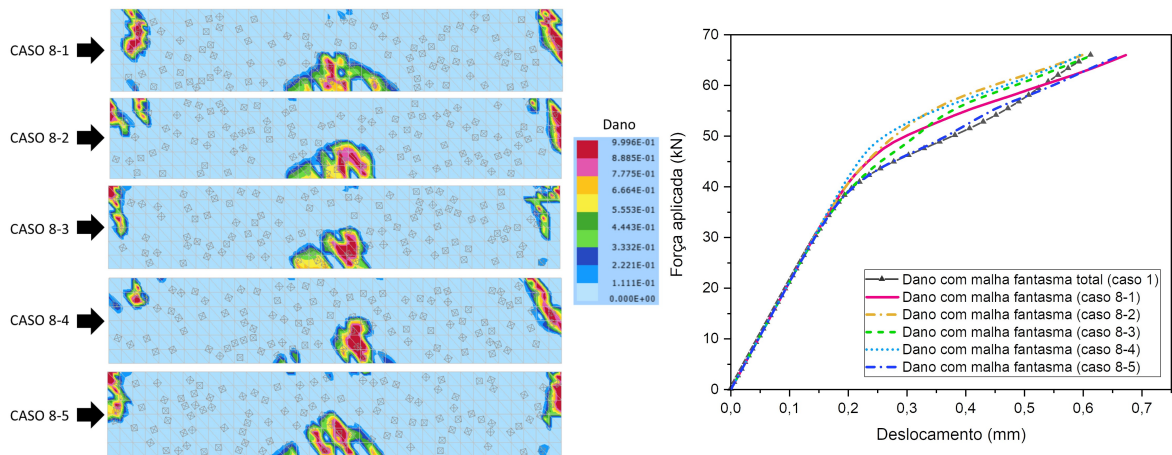 CASO 8-1
CASO 8-2
CASO 8-3
CASO 8-4
CASO 8-5
Dano
9.996E-01
8.885E-01
7.775E-01
6.664E-01
5.553E-01
4.443E-01
3.332E-01
2.221E-01
1.111E-01
0.000E+00
Força aplicada (kN)
70
60
50
40
30
20
10
0
Dano com malha fantasma total (caso 1)
Dano com malha fantasma (caso 8-1)
Dano com malha fantasma (caso 8-2)
Dano com malha fantasma (caso 8-3)
Dano com malha fantasma (caso 8-4)
Dano com malha fantasma (caso 8-5)
0,0 0,1 0,2 0,3 0,4 0,5 0,6 0,7
Deslocamento (mm)